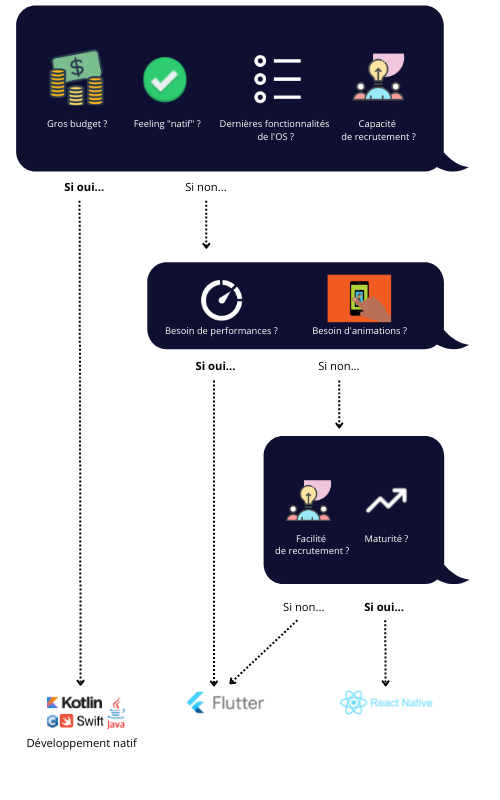 Gros budget ?
Feeling "natif" ?
Dernières fonctionnalités
de l'OS ?
Capacité
de recrutement ?
Si oui...
Si non...
Besoin de performances ?
Besoin d'animations ?
Si oui...
Si non...
Facilité
de recrutement ?
Maturité ?
Si non...
Si oui...
Kotlin
C
Swift
Java
Développement natif
Flutter
React Native